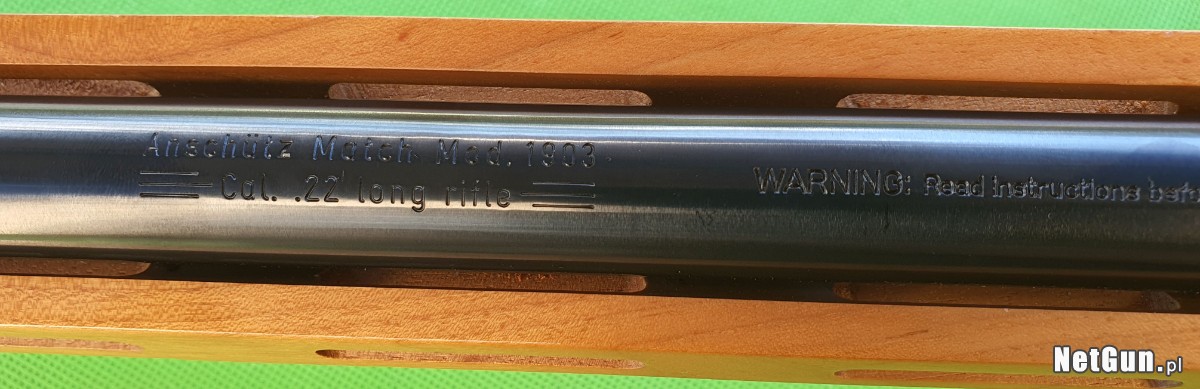 Anschütz Match Mod. 1903
Cal. .22' long rifle
WARNING: Read instructions
NetGun.pl